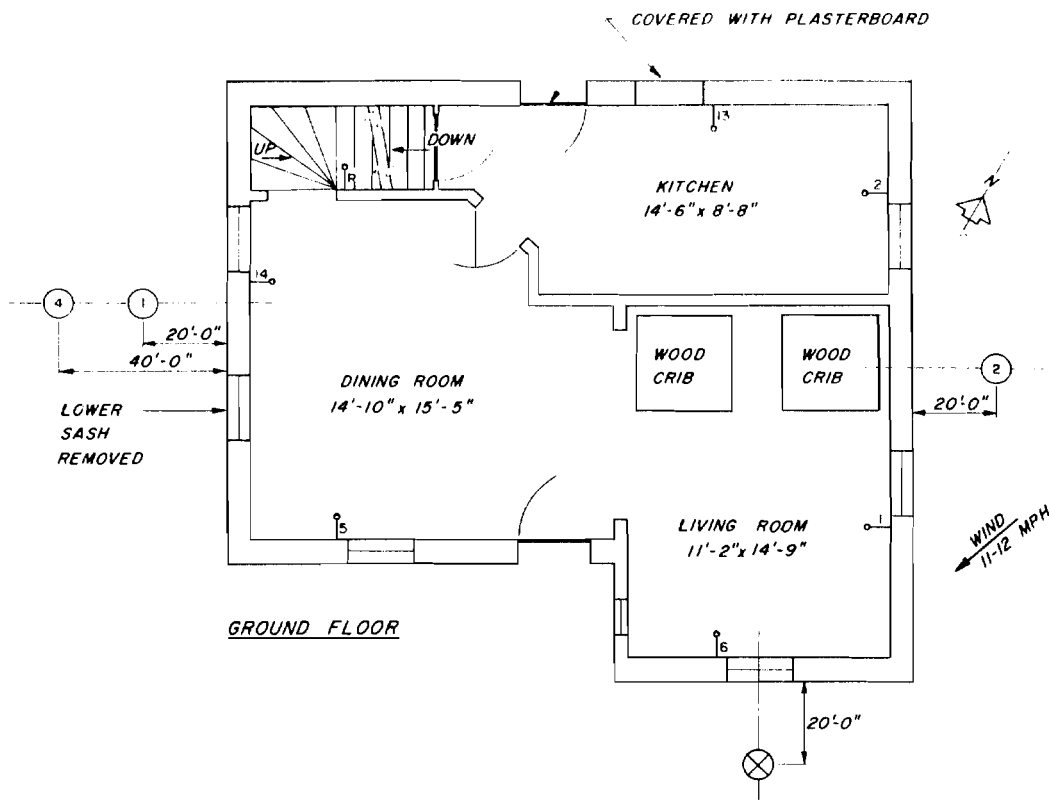 COVERED WITH PLASTERBOARD
13
UP
DOWN
R
KITCHEN
14'-6" x 8'-8"
2
N
14
4
1
20'-0"
40'-0"
DINING ROOM
14'-10" x 15'-5"
WOOD
CRIB
WOOD
CRIB
2
20'-0"
LOWER
SASH
REMOVED
5
LIVING ROOM
11'-2" x 14'-9"
1
WIND
11-12 MPH
GROUND FLOOR
6
20'-0"